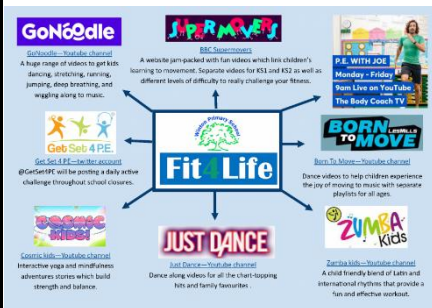 GoNoodle
GoNoodle—Youtube channel
A huge range of videos to get kids
dancing, stretching, running,
jumping, deep breathing, and
wiggling along to music.
SUPER MOVERS
BBC Supermovers
A website jam-packed with fun videos which link children's
learning to movement. Separate videos for KS1 and KS2 as well as
different levels of difficulty to really challenge your fitness.
P.E. WITH JOE
Monday - Friday
9am Live on YouTube
The Body Coach TV
Get Set 4 P.E.
Get Set 4 PE—twitter account
@GetSet4PE will be posting a daily active
challenge throughout school closures.
Primary School
Fit4Life
BORN TO MOVE
LesMILLS
Born To Move—Youtube channel
Dance videos to help children experience
the joy of moving to music with separate
playlists for all ages.
COSMIC KIDS!
Cosmic kids—Youtube channel
Interactive yoga and mindfulness
adventures stories which build
strength and balance.
JUST DANCE
Just Dance—Youtube channel
Dance along videos for all the chart-topping
hits and family favourites .
ZUMBA Kids
Zumba kids—Youtube channel
A child friendly blend of Latin and
international rhythms that provide a
fun and effective workout.